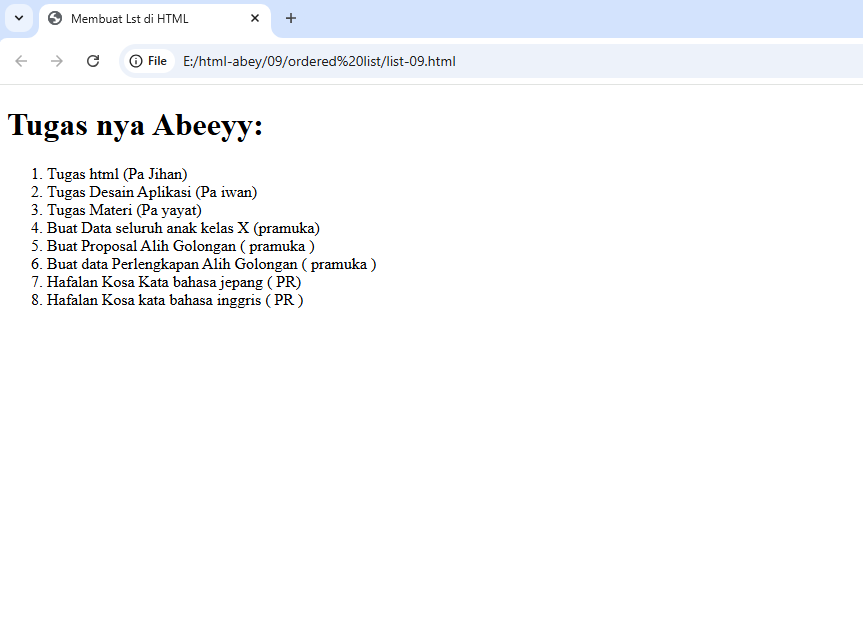 Membuat Lst di HTML
File E:/html-abey/09/ordered%20list/list-09.html
Tugas nya Abeeyy:
1. Tugas html (Pa Jihan)
2. Tugas Desain Aplikasi (Pa iwan)
3. Tugas Materi (Pa yayat)
4. Buat Data seluruh anak kelas X (pramuka)
5. Buat Proposal Alih Golongan ( pramuka )
6. Buat data Perlengkapan Alih Golongan ( pramuka )
7. Hafalan Kosa Kata bahasa jepang ( PR)
8. Hafalan Kosa kata bahasa inggris ( PR )